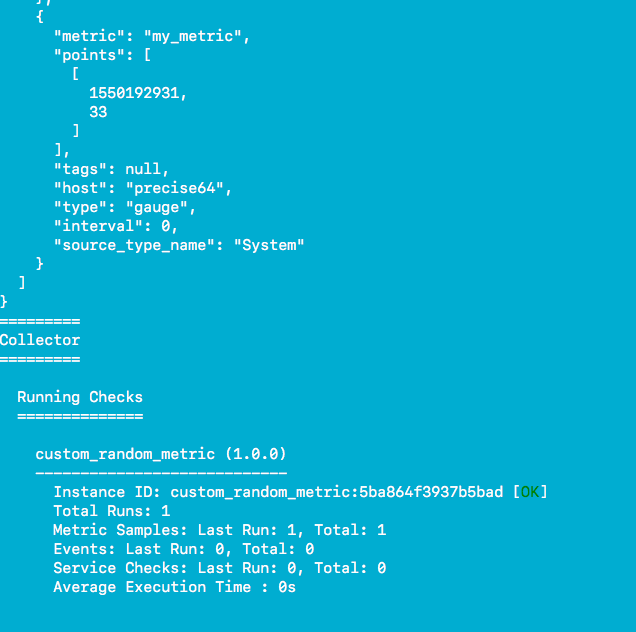 },
{
"metric": "my_metric",
"points": [
[
1550192931,
33
]
],
"tags": null,
"host": "precise64",
"type": "gauge",
"interval": 0,
"source_type_name": "System"
}
]
}
=========
Collector
=========
Running Checks
==============
custom_random_metric (1.0.0)
----------------------------
Instance ID: custom_random_metric:5ba864f3937b5bad [OK]
Total Runs: 1
Metric Samples: Last Run: 1, Total: 1
Events: Last Run: 0, Total: 0
Service Checks: Last Run: 0, Total: 0
Average Execution Time : 0s